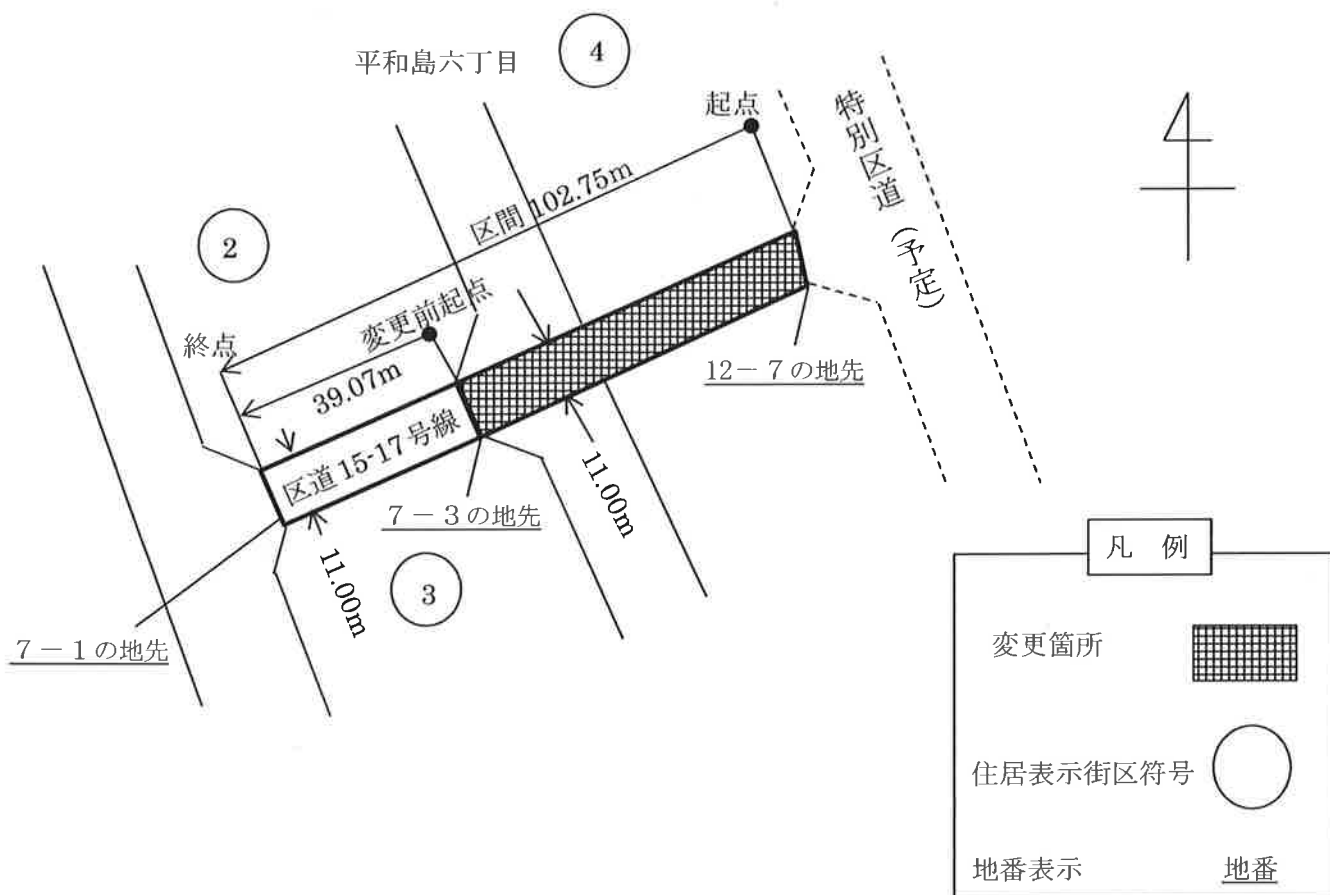 平和島六丁目
4
起点
特別区道（予定）
区間 102.75m
2
変更前起点
終点
39.07m
12－7の地先
区道 15-17 号線
7－3の地先
11.00m
11.00m
3
7－1の地先
凡 例
変更箇所
住居表示街区符号
地番表示
地番